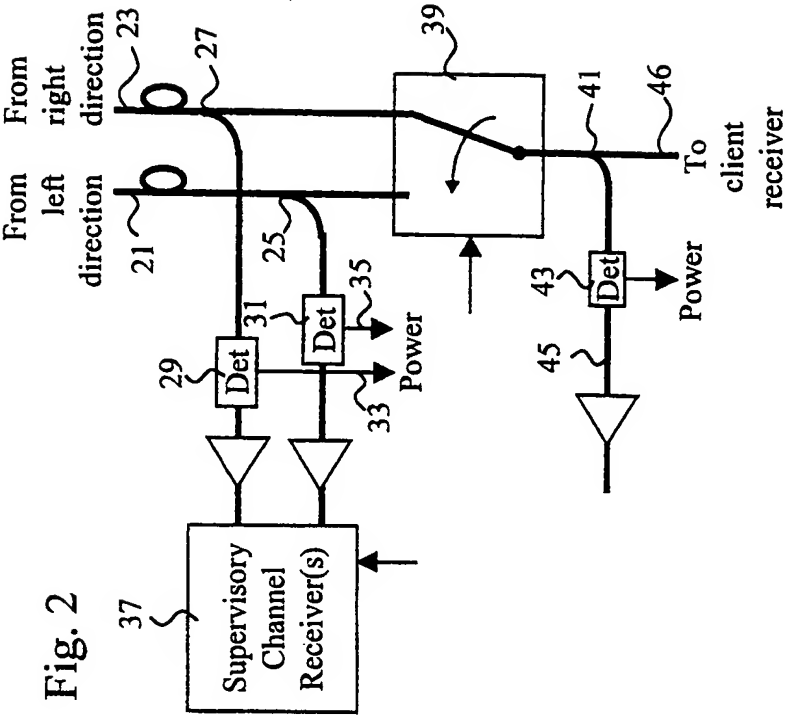 Fig. 2
From
right
direction
23
27
From
left
direction
21
25
39
41
46
To
client
receiver
29
Det
31
Det
35
33
Power
43
Det
Power
45
37
Supervisory
Channel
Receiver(s)